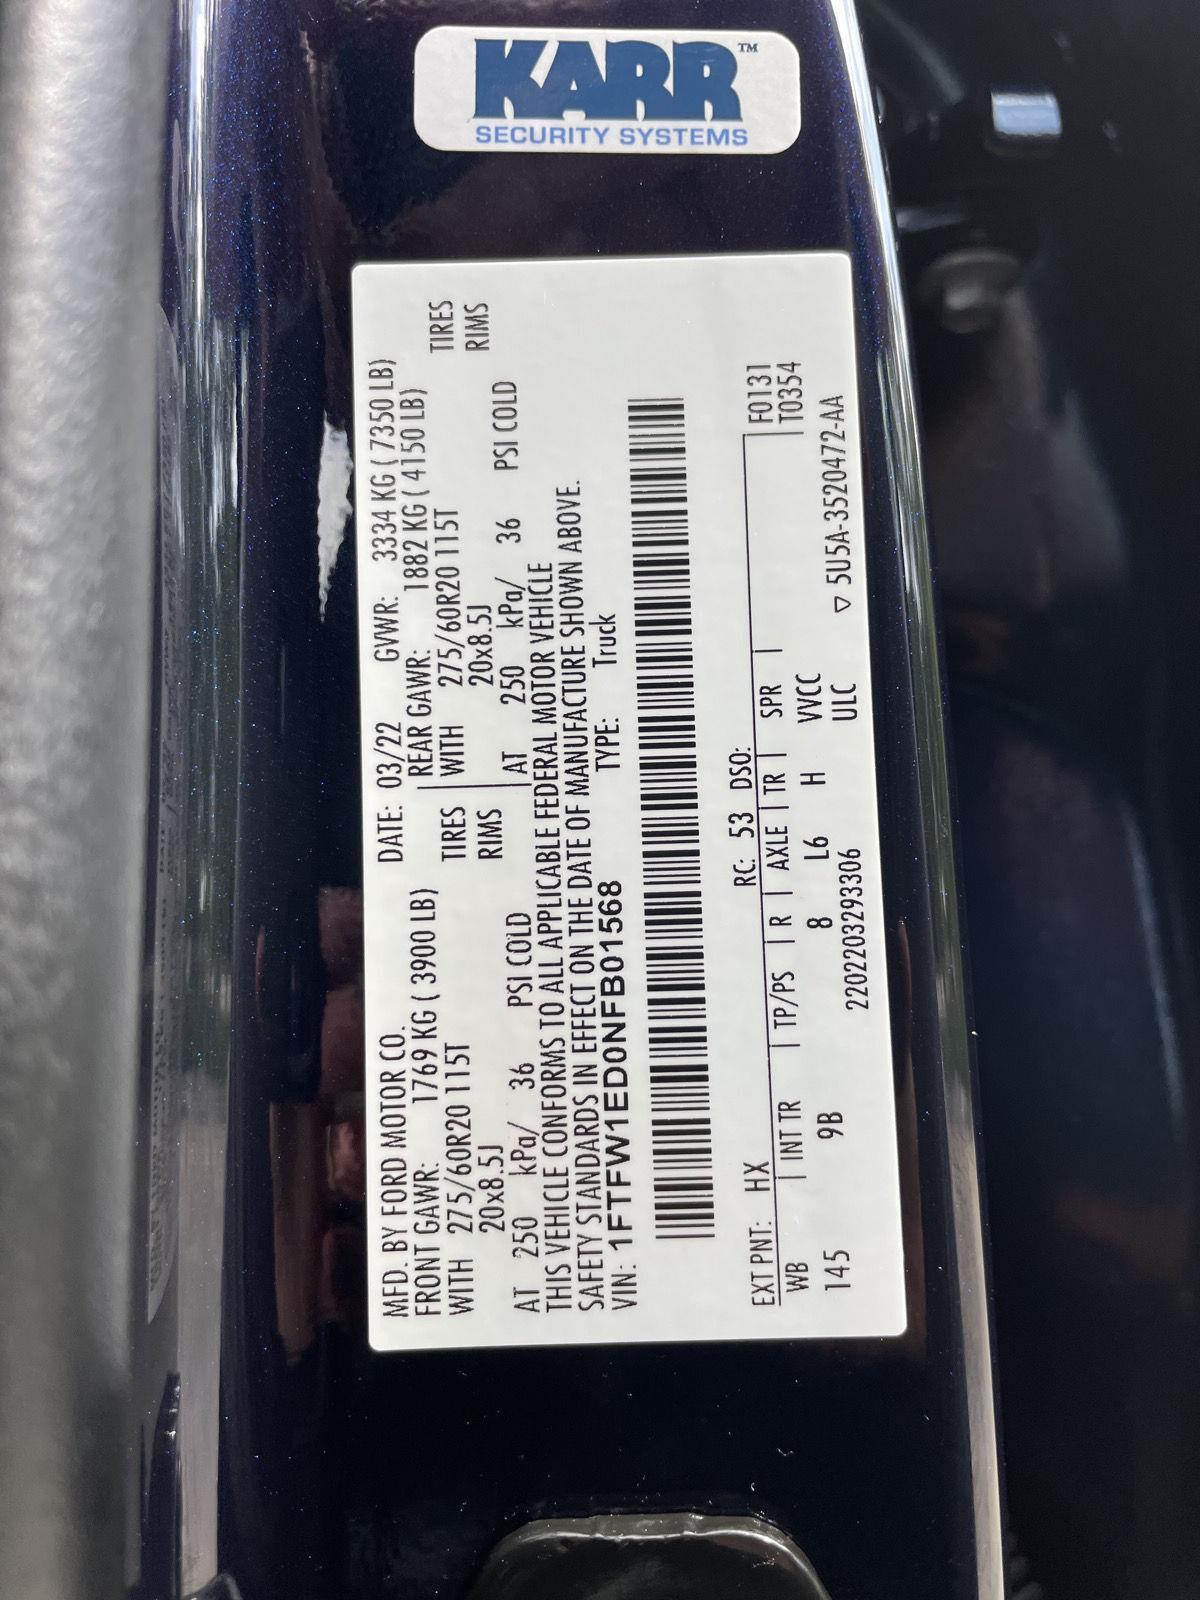 KARR™
SECURITY SYSTEMS
MFD. BY FORD MOTOR CO. DATE: 03/22 GVWR: 3334 KG ( 7350 LB)
FRONT GAWR: 1769 KG ( 3900 LB) REAR GAWR: 1882 KG ( 4150 LB)
WITH 275/60R20 115T TIRES WITH 275/60R20 115T TIRES
20x8.5J RIMS 20x8.5J RIMS
AT 250 kPa/ 36 PSI COLD AT 250 kPa/ 36 PSI COLD
THIS VEHICLE CONFORMS TO ALL APPLICABLE FEDERAL MOTOR VEHICLE
SAFETY STANDARDS IN EFFECT ON THE DATE OF MANUFACTURE SHOWN ABOVE.
VIN: 1FTFW1ED0NFB01568 TYPE: Truck
EXT PNT: HX RC: 53 DSO: F0131
WB INT TR TP/PS R AXLE TR SPR T0354
145 9B 8 L6 H VVCC
220220329330​6 ULC ▽ 5U5A-3520472-AA